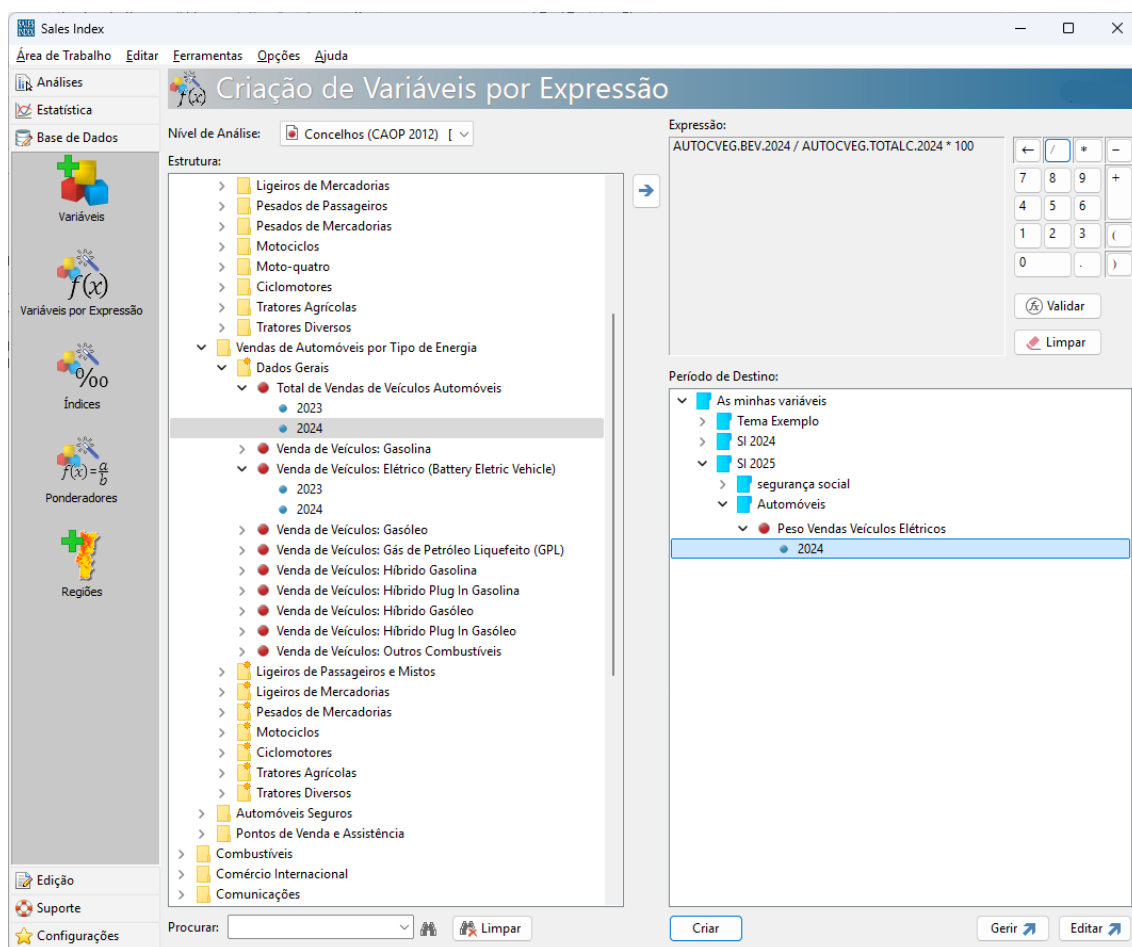 Sales Index
Área de Trabalho Editar Ferramentas Opções Ajuda
Análises
Estatística
Base de Dados
Variáveis
f(x)
Variáveis por Expressão
%00
Índices
f(x)=a/b
Ponderadores
Regiões
Edição
Suporte
Configurações
f(x) Criação de Variáveis por Expressão
Nível de Análise: Concelhos (CAOP 2012) [
Estrutura:
Ligeiros de Mercadorias
Pesados de Passageiros
Pesados de Mercadorias
Motociclos
Moto-quatro
Ciclomotores
Tratores Agrícolas
Tratores Diversos
Vendas de Automóveis por Tipo de Energia
Dados Gerais
Total de Vendas de Veículos Automóveis
2023
2024
Venda de Veículos: Gasolina
Venda de Veículos: Elétrico (Battery Eletric Vehicle)
2023
2024
Venda de Veículos: Gasóleo
Venda de Veículos: Gás de Petróleo Liquefeito (GPL)
Venda de Veículos: Híbrido Gasolina
Venda de Veículos: Híbrido Plug In Gasolina
Venda de Veículos: Híbrido Gasóleo
Venda de Veículos: Híbrido Plug In Gasóleo
Venda de Veículos: Outros Combustíveis
Ligeiros de Passageiros e Mistos
Ligeiros de Mercadorias
Pesados de Mercadorias
Motociclos
Ciclomotores
Tratores Agrícolas
Tratores Diversos
Automóveis Seguros
Pontos de Venda e Assistência
Combustíveis
Comércio Internacional
Comunicações
Procurar: Limpar
Expressão:
AUTOCVEG.BEV.2024 / AUTOCVEG.TOTALC.2024 * 100
← / * −
7 8 9 +
4 5 6
1 2 3 (
0 . )
fx Validar
Limpar
Período de Destino:
As minhas variáveis
Tema Exemplo
SI 2024
SI 2025
segurança social
Automóveis
Peso Vendas Veículos Elétricos
2024
Criar Gerir Editar